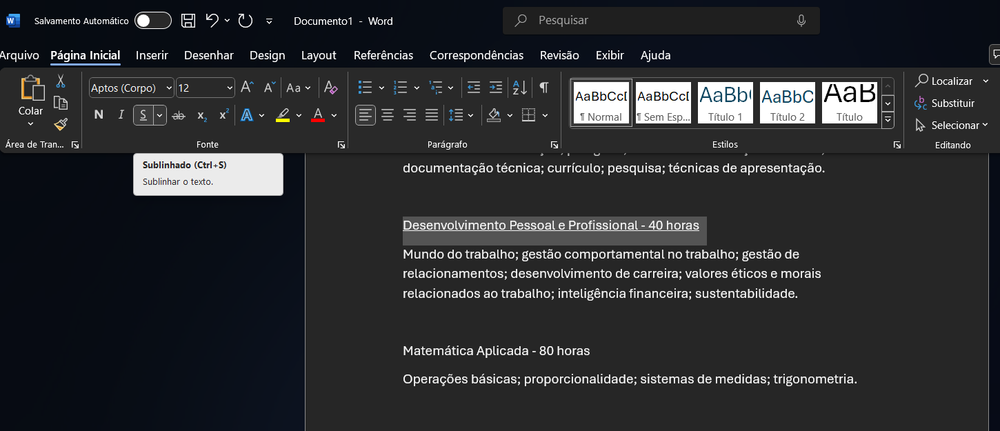 W Salvamento Automático Documento1 - Word Pesquisar
Arquivo Página Inicial Inserir Desenhar Design Layout Referências Correspondências Revisão Exibir Ajuda
Colar
Área de Tran...
Aptos (Corpo) 12 A A Aa A
N I S ab x2 x2 A A
Fonte
Parágrafo
AaBbCcD AaBbCcD AaBb( AaBbC AaB
¶ Normal ¶ Sem Esp... Título 1 Título 2 Título
Estilos
Localizar
Substituir
Selecionar
Editando
Sublinhado (Ctrl+S)
Sublinhar o texto.
documentação técnica; currículo; pesquisa; técnicas de apresentação.
Desenvolvimento Pessoal e Profissional - 40 horas
Mundo do trabalho; gestão comportamental no trabalho; gestão de
relacionamentos; desenvolvimento de carreira; valores éticos e morais
relacionados ao trabalho; inteligência financeira; sustentabilidade.
Matemática Aplicada - 80 horas
Operações básicas; proporcionalidade; sistemas de medidas; trigonometria.